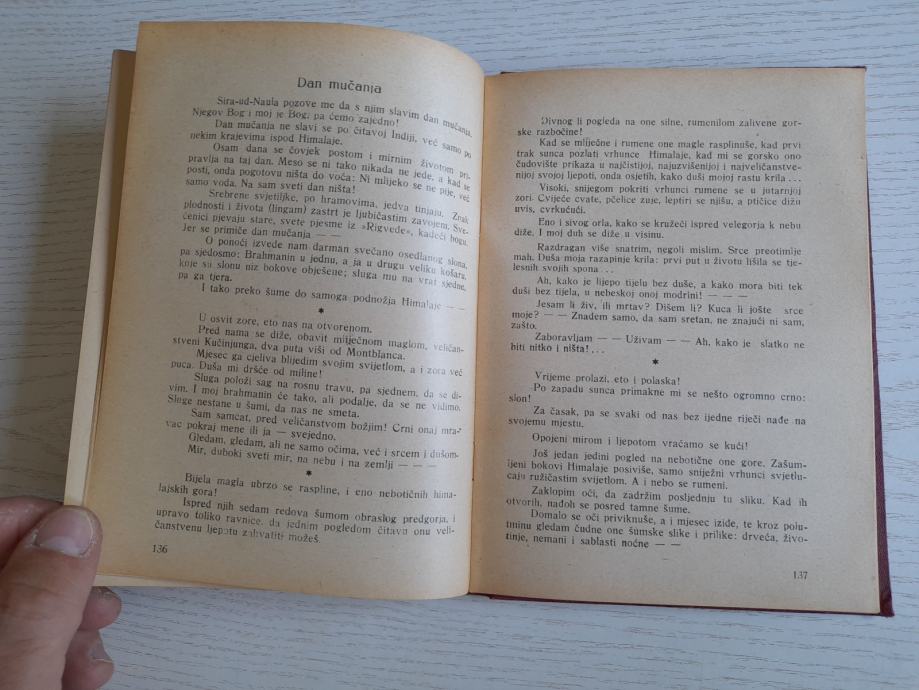 Dan mučanja
Sira-ud-Naula pozove me da s njim slavim dan mučanja.
Njegov Bog i moj je Bog, pa ćemo zajedno!
Dan mučanja ne slavi se po čitavoj Indiji, već samo po
nekim krajevima ispod Himalaje.
Osam dana se čovjek postom i mirnim životom pri-
pravlja na taj dan. Meso se ni tako nikada ne jede, a kad se
posti, onda pogotovu ništa do voća: Ni mlijeko se ne pije, već
samo voda. Na sam sveti dan ništa!
Srebrene svjetiljke, po hramovima, jedva tinjaju. Znak
plodnosti i života (lingam) zastrt je ljubičastim zavojem. Sve-
ćenici pjevaju stare, svete pjesme iz »Rigvede«, kadeći bogu.
Jer se primiče dan mučanja — —
O ponoći izvede nam darman svečano osedlanog slona,
pa sjedosmo: Brahmanin u jednu, a ja u drugu veliku košaru,
koje su slonu niz bokove obješene; sluga mu na vrat sjedne,
pa ga tjera.
I tako preko šume do samoga podnožja Himalaje — —
*
U osvit zore, eto nas na otvorenom.
Pred nama se diže, obavit mliječnom maglom, veličan-
stveni Kučinjunga, dva puta viši od Montblanca.
Mjesec ga cjeliva blijedim svojim svijetlom, a i zora već
puca. Duša mi dršće od miline!
Sluga položi sag na rosnu travu, pa sjednem, da se di-
vim. I moj brahmanin će tako, ali podalje, da se ne vidimo.
Sluge nestane u šumi, da nas ne smeta.
Sam samcat, pred veličanstvom božjim! Crni onaj mra-
vac pokraj mene ili ja — svejedno.
Gledam, gledam, ali ne samo očima, već i srcem i dušom.
Mir, duboki sveti mir, na nebu i na zemlji — — —
*
Bijela magla ubrzo se raspline, i eno nebotičnih hima-
lajskih gora!
Ispred njih sedam redova šumom obraslog predgorja, i
upravo toliko ravnice, da jednim pogledom čitavu onu veli-
čanstvenu ljepotu zahvatiti možeš.
136
Divnog li pogleda na one silne, rumenilom zalivene gor-
ske razbočine!
Kad se mliječne i rumene one magle rasplinuše, kad prvi
trak sunca pozlati vrhunce Himalaje, kad mi se gorsko ono
čudovište prikaza u najčistijoj, najuzvišenijoj i najveličanstve-
nijoj svojoj ljepoti, onda osjetih, kako duši mojoj rastu krila . . .
Visoki, snijegom pokriti vrhunci rumene se u jutarnjoj
zori. Cvijeće cvate, pčelice zuje, leptiri se njišu, a ptičice dižu
uvis, cvrkućući.
Eno i sivog orla, kako se kružeći ispred velegorja k nebu
diže. I moj duh se diže u visinu.
Razdragan više snatrim, negoli mislim. Srce preotimlje
mah. Duša moja razapinje krila: prvi put u životu lišila se tje-
lesnih svojih spona . . .
Ah, kako je lijepo tijelu bez duše, a kako mora biti tek
duši bez tijela, u nebeskoj onoj modrini! — — —
Jesam li živ, ili mrtav? Dišem li? Kuca li jošte srce
moje? — — Znadem samo, da sam sretan, ne znajući ni sam,
zašto.
Zaboravljam — — Uživam — — Ah, kako je slatko ne
biti nitko i ništa! . . .
*
Vrijeme prolazi, eto i polaska!
Po zapadu sunca primakne mi se nešto ogromno crno:
slon!
Za časak, pa se svaki od nas bez ijedne riječi nađe na
svojemu mjestu.
Opojeni mirom i ljepotom vraćamo se kući!
Još jedan jedini pogled na nebotične one gore. Zašum-
ljeni bokovi Himalaje posiviše, samo sniježni vrhunci svjetlu-
caju ružičastim svijetlom. A i nebo se rumeni.
Zaklopim oči, da zadržim posljednju tu sliku. Kad ih
otvorih, nađoh se posred tamne šume.
Domalo se oči priviknuše, a i mjesec iziđe, te kroz polu-
tminu gledam čudne one šumske slike i prilike: drveća, živo-
tinje, nemani i sablasti noćne — —
137